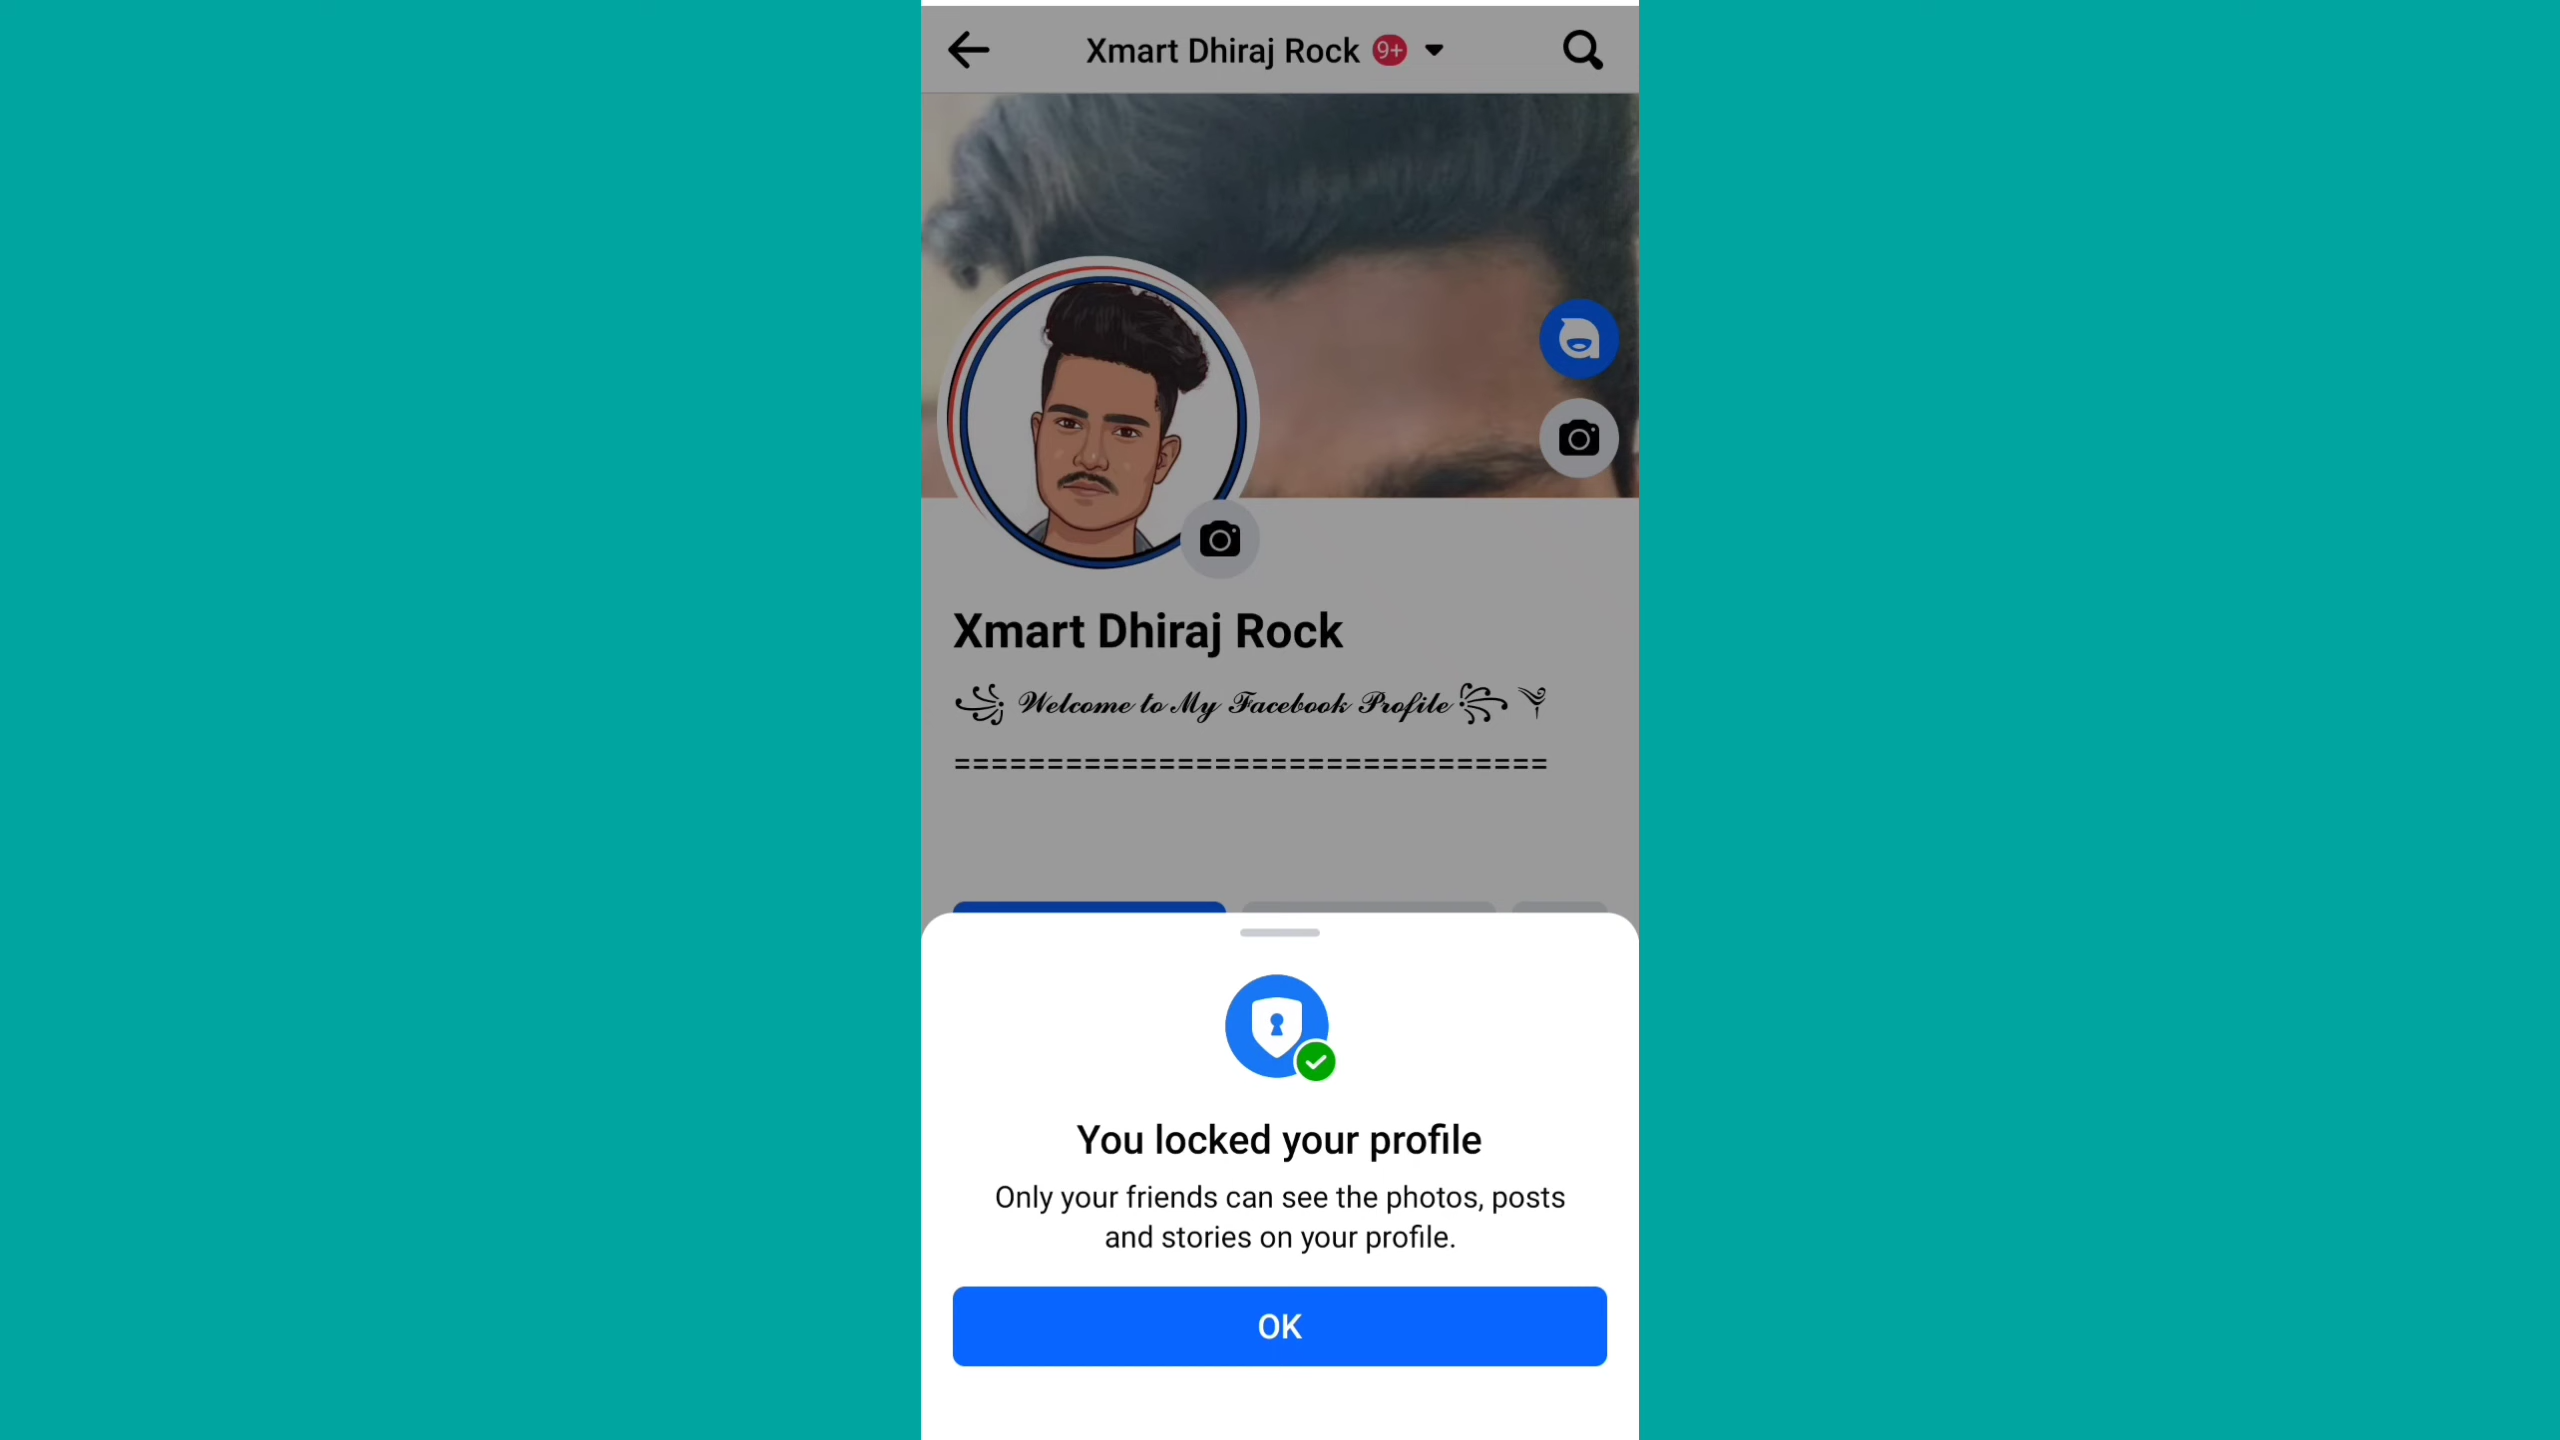 Xmart Dhiraj Rock 9+
Xmart Dhiraj Rock
꧁ 𝓦𝓮𝓵𝓬𝓸𝓶𝓮 𝓽𝓸 𝓜𝔂 𝓕𝓪𝓬𝓮𝓫𝓸𝓸𝓴 𝓟𝓻𝓸𝓯𝓲𝓵𝓮꧂
================================
You locked your profile
Only your friends can see the photos, posts
and stories on your profile.
OK